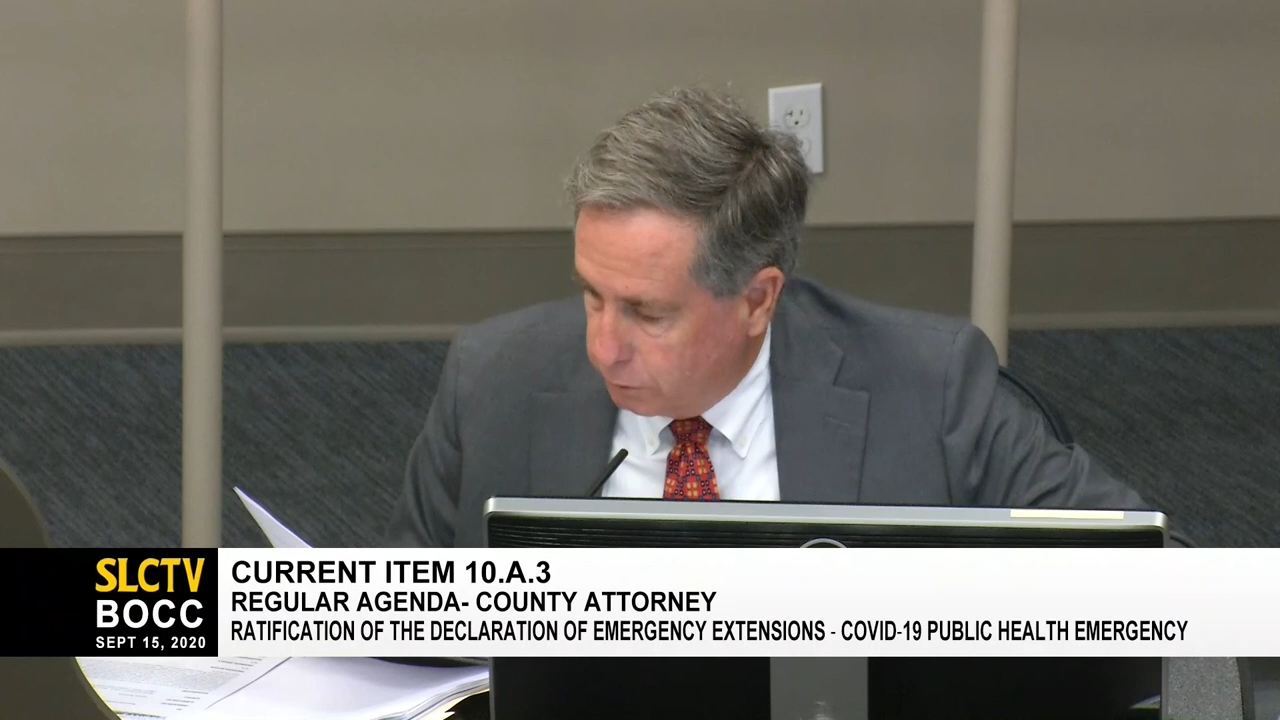 SLCTV
BOCC
SEPT 15, 2020
CURRENT ITEM 10.A.3
REGULAR AGENDA- COUNTY ATTORNEY
RATIFICATION OF THE DECLARATION OF EMERGENCY EXTENSIONS - COVID-19 PUBLIC HEALTH EMERGENCY